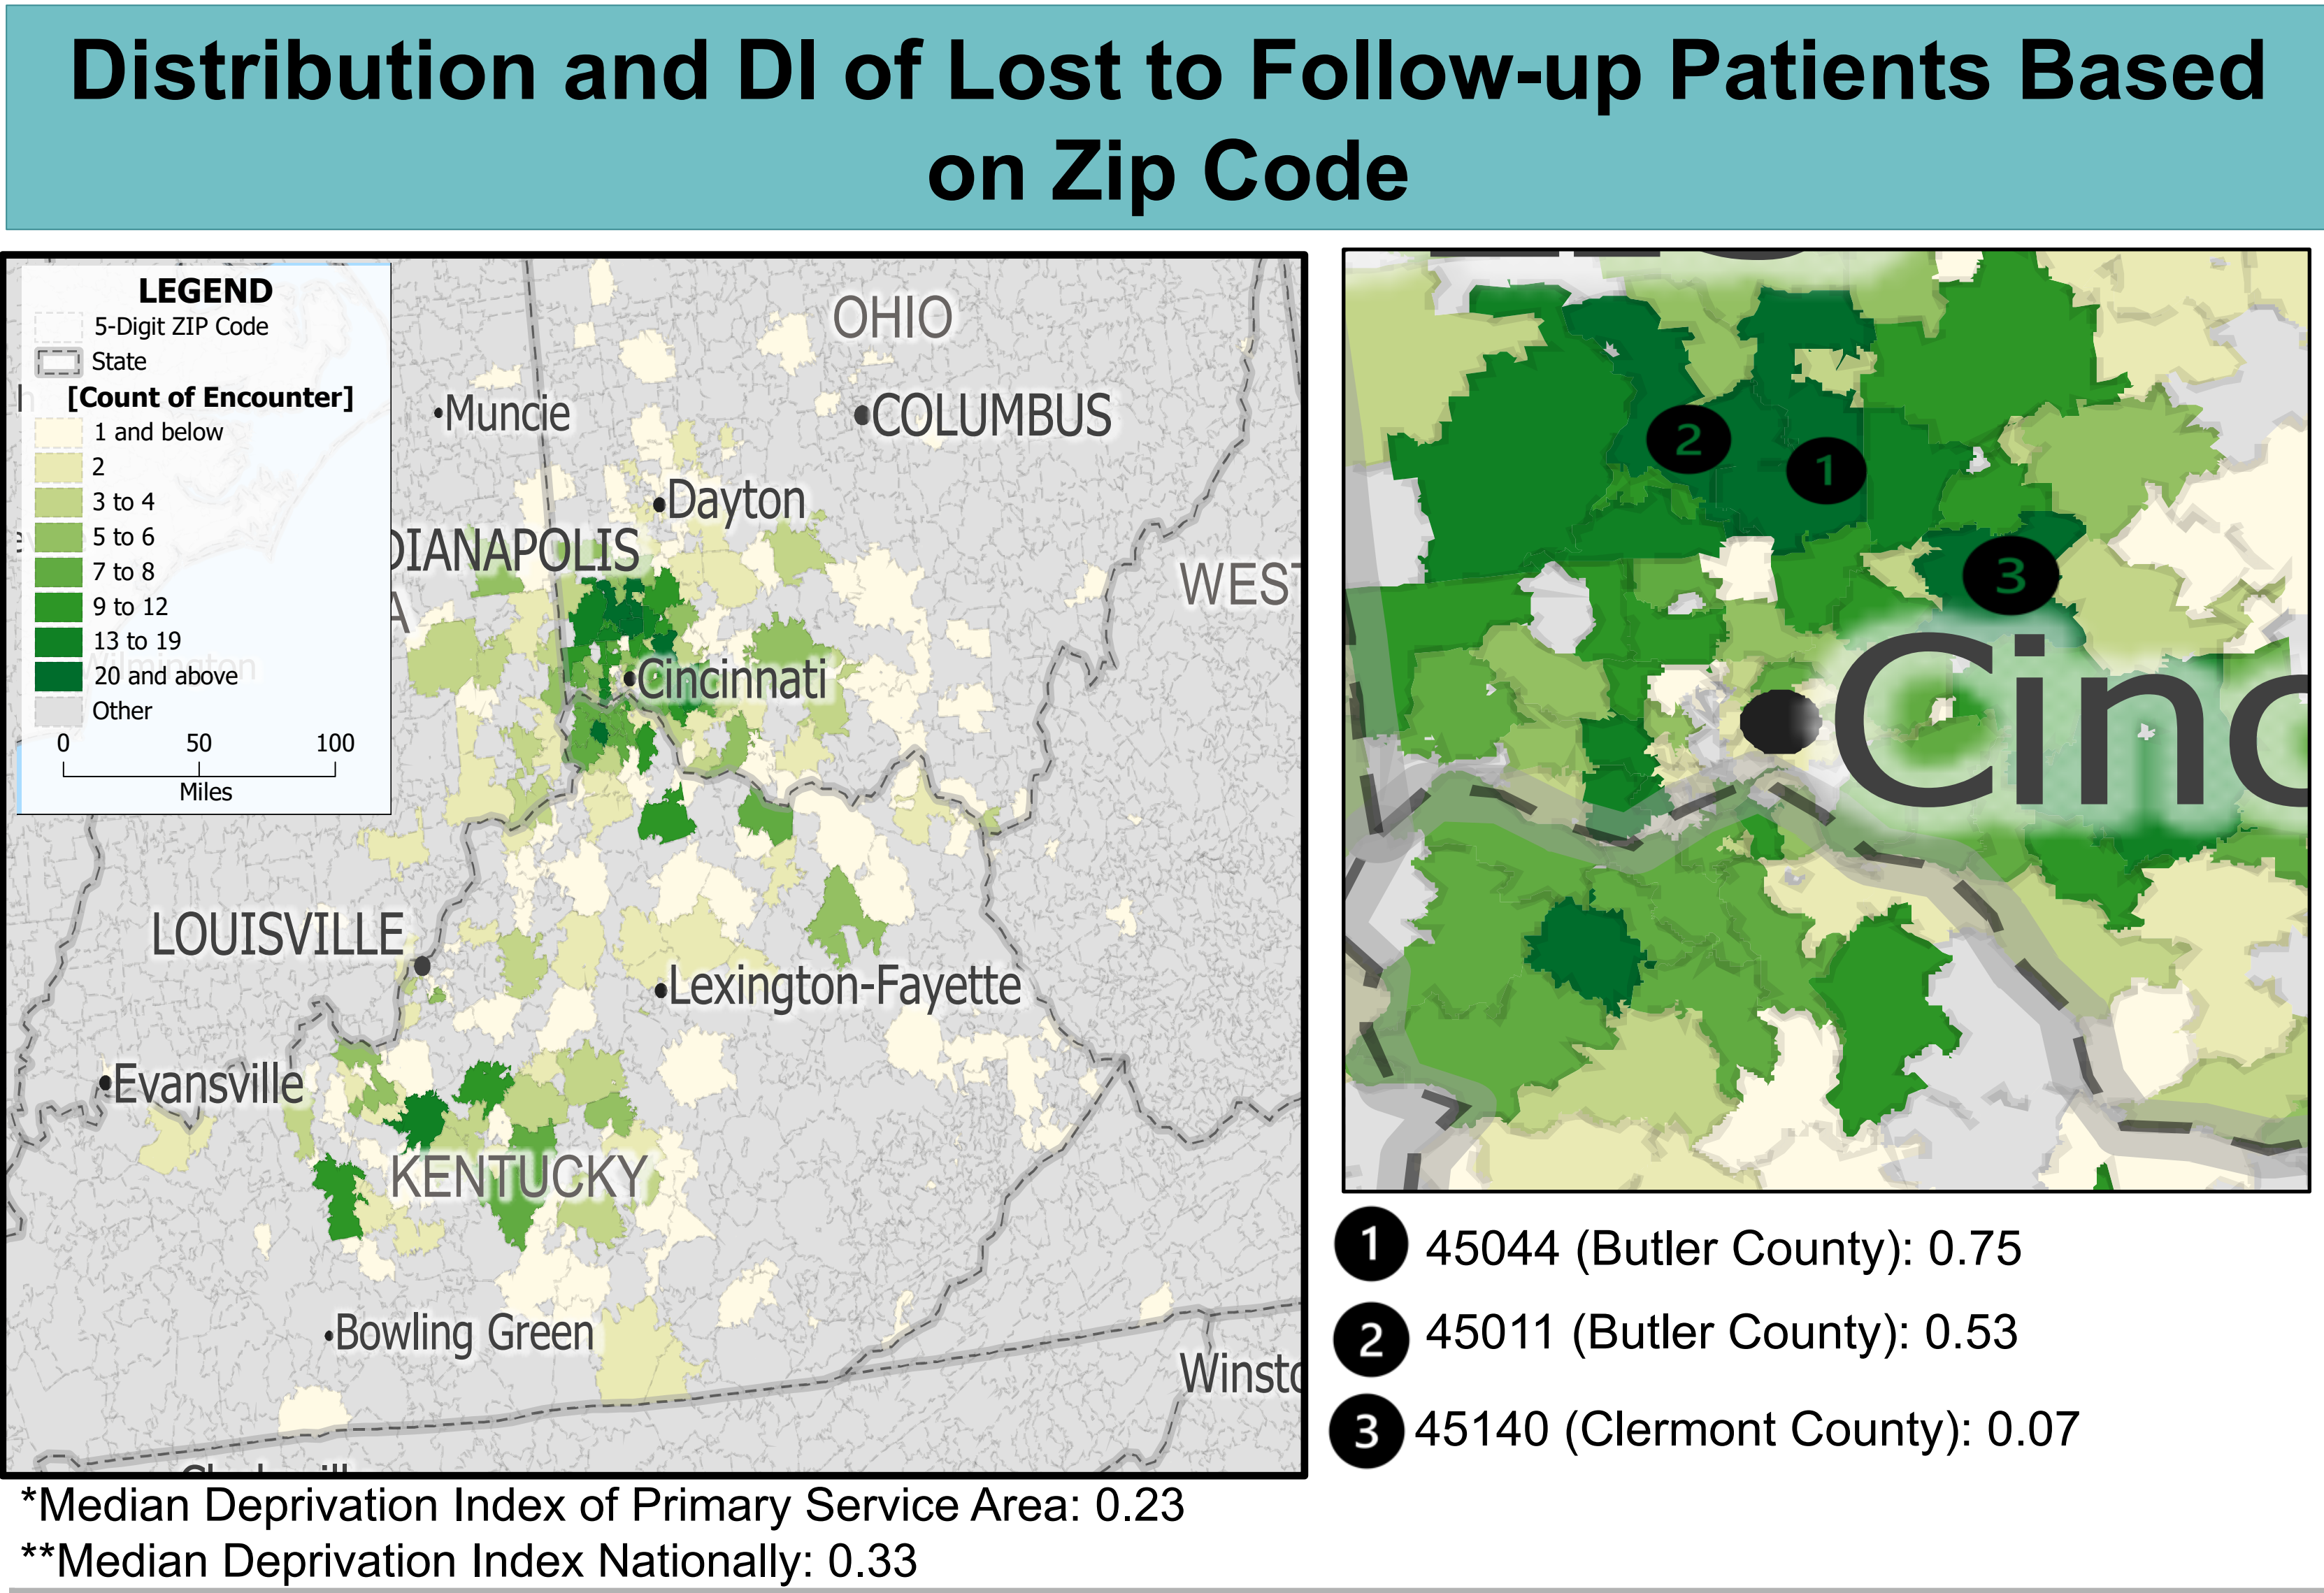 Distribution and DI of Lost to Follow-up Patients Based
on Zip Code
LEGEND
5-Digit ZIP Code
State
[Count of Encounter]
1 and below
2
3 to 4
5 to 6
7 to 8
9 to 12
13 to 19
20 and above
Other
0 50 100
Miles
Wilmington
OHIO
Muncie
COLUMBUS
Dayton
DIANAPOLIS
WEST
A
Cincinnati
LOUISVILLE
Lexington-Fayette
Evansville
KENTUCKY
Bowling Green
Winsto
2
1
3
Cinc
1 45044 (Butler County): 0.75
2 45011 (Butler County): 0.53
3 45140 (Clermont County): 0.07
*Median Deprivation Index of Primary Service Area: 0.23
**Median Deprivation Index Nationally: 0.33